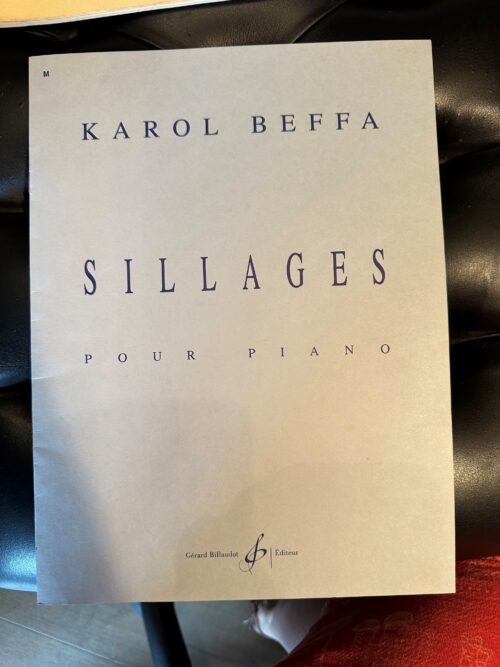 M
KAROL BEFFA
SILLAGES
POUR PIANO
Gérard Billaudot Éditeur